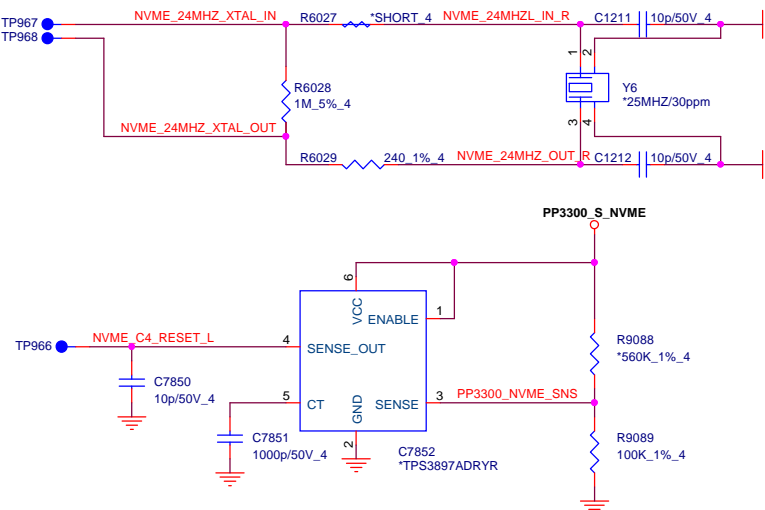 TP967
TP968
NVME_24MHZ_XTAL_IN
R6027
*SHORT_4
NVME_24MHZL_IN_R
C1211
10p/50V_4
1
2
R6028
1M_5%_4
Y6
*25MHZ/30ppm
3
4
NVME_24MHZ_XTAL_OUT
R6029
240_1%_4
NVME_24MHZ_OUT_R
C1212
10p/50V_4
PP3300_S_NVME
6
VCC
ENABLE
1
TP966
NVME_C4_RESET_L
4
SENSE_OUT
R9088
*560K_1%_4
C7850
10p/50V_4
5
CT
GND
SENSE
3
PP3300_NVME_SNS
2
C7851
1000p/50V_4
C7852
*TPS3897ADRYR
R9089
100K_1%_4